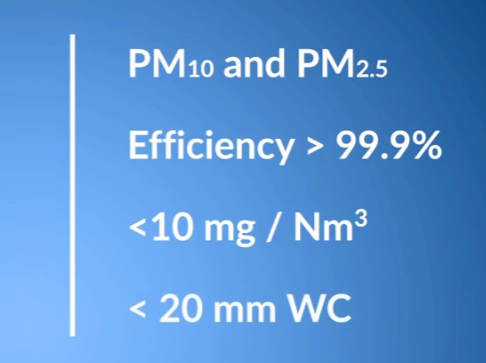 PM₁₀ and PM₂.₅
Efficiency > 99.9%
<10 mg / Nm³
< 20 mm WC